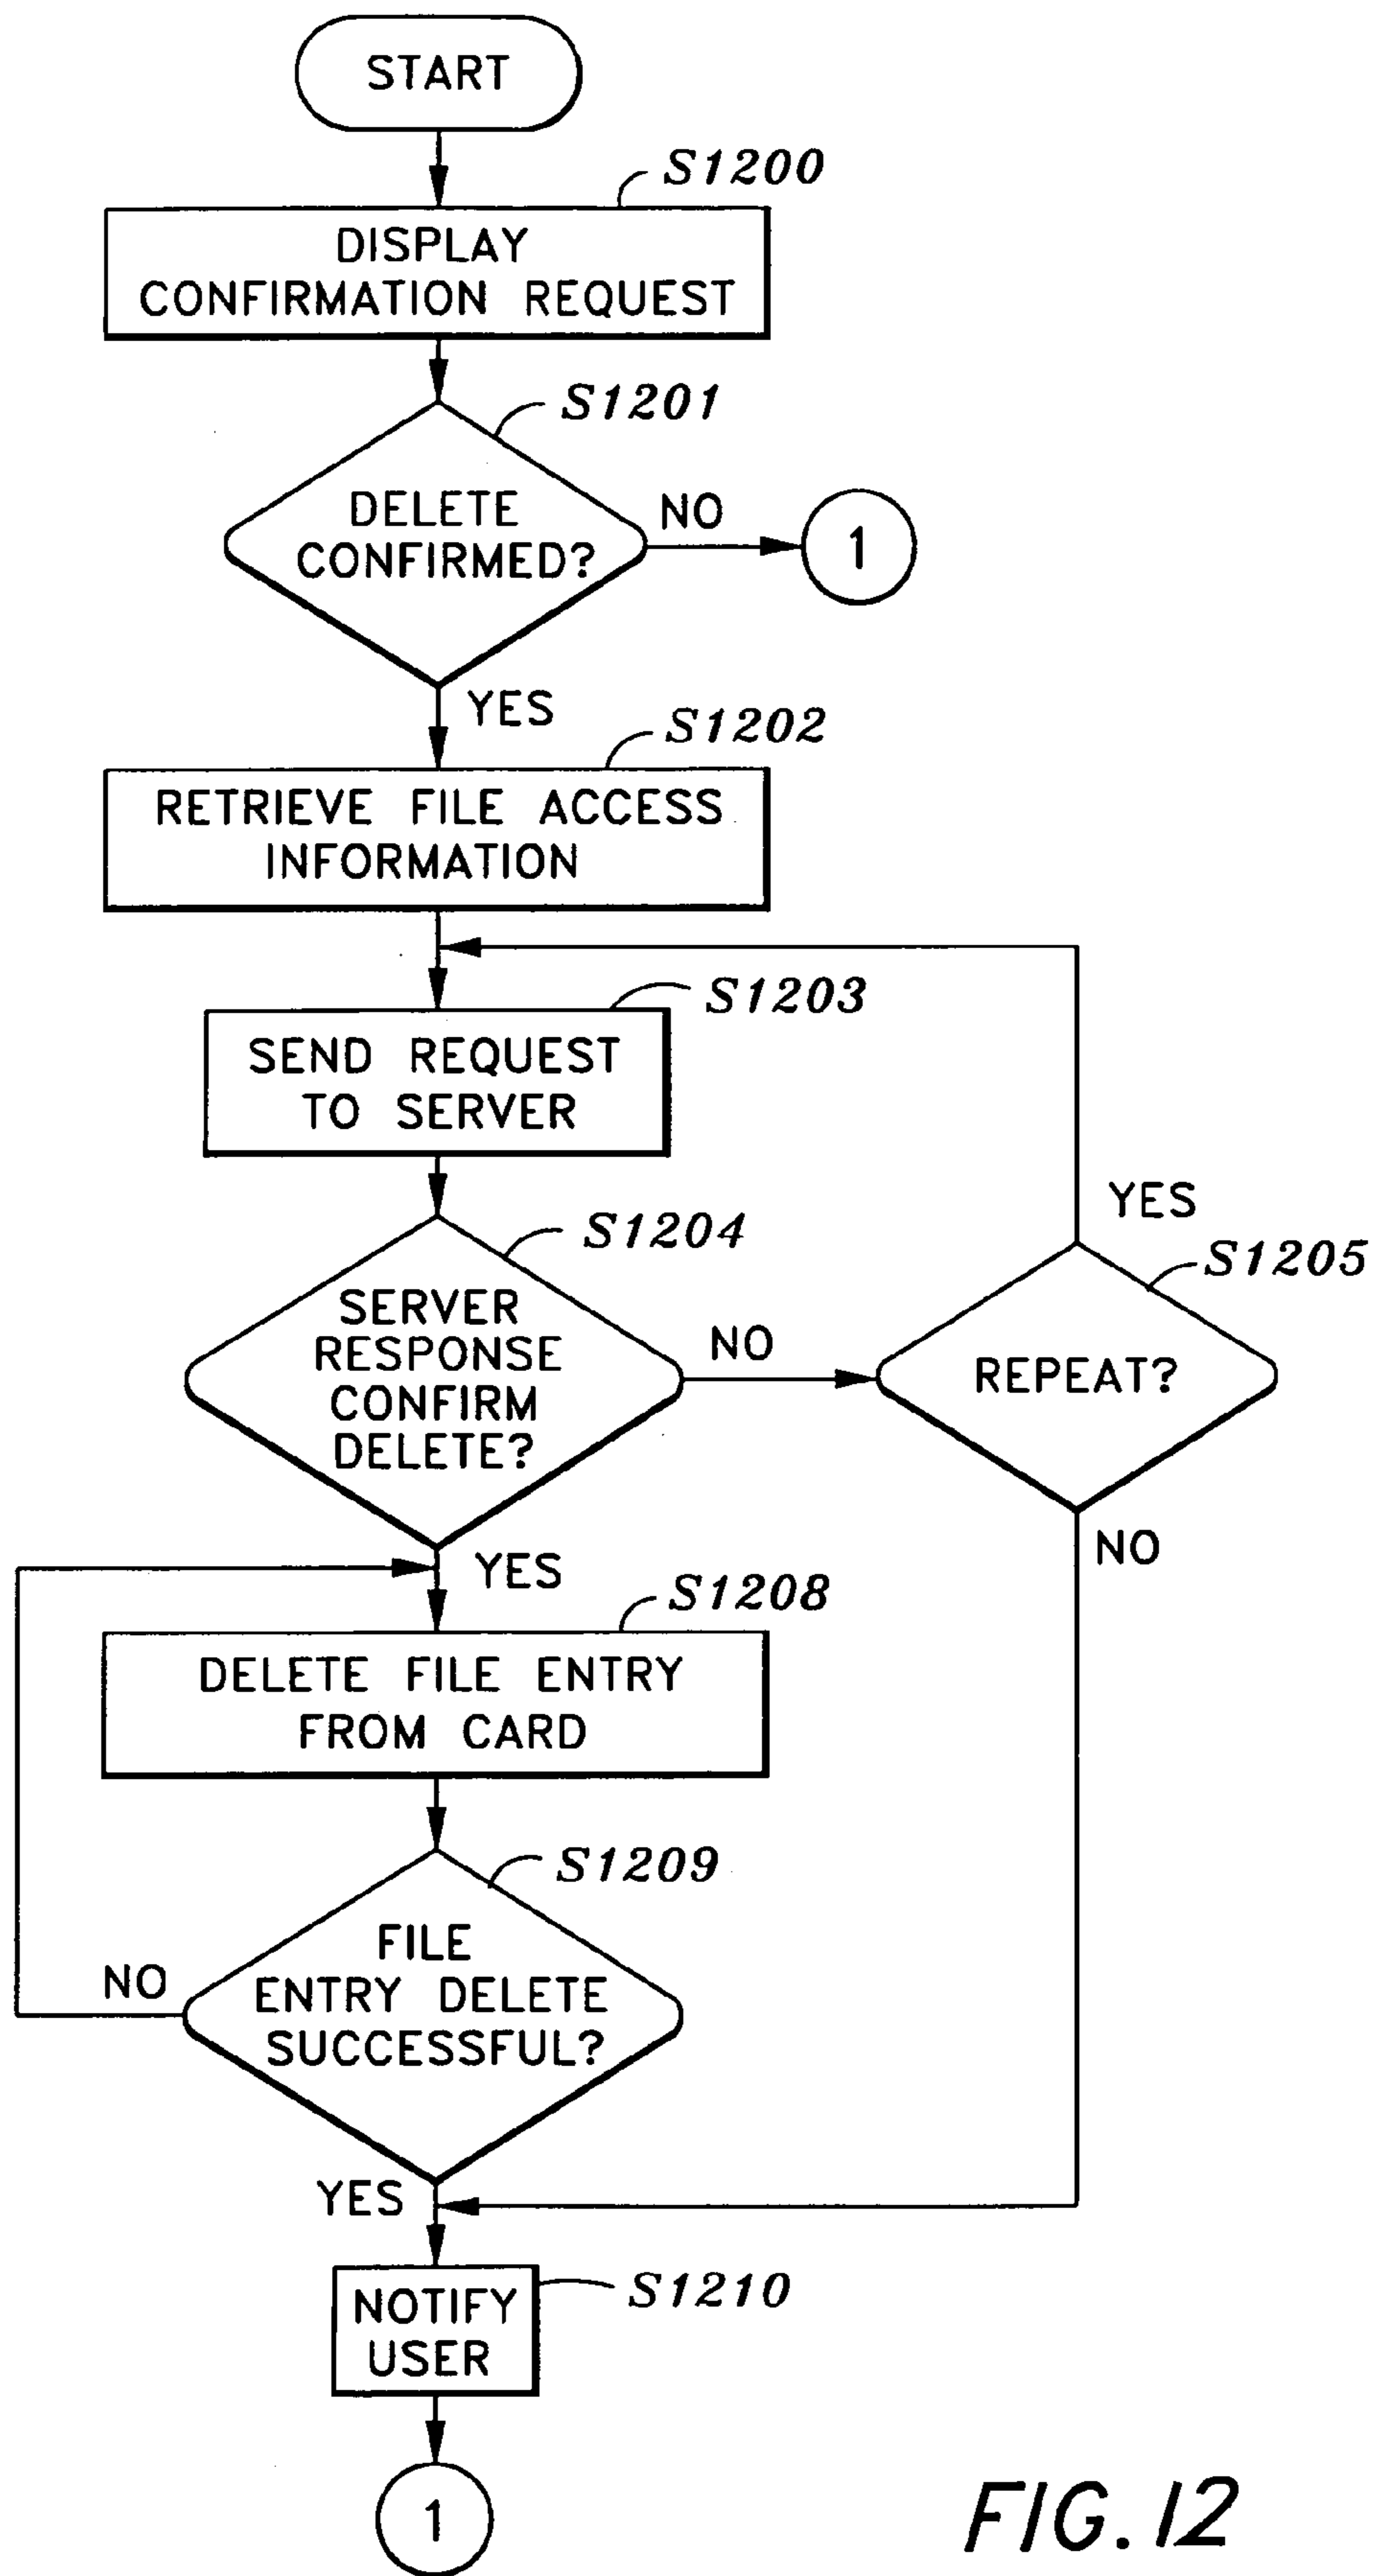 START
S1200
DISPLAY
CONFIRMATION REQUEST
S1201
DELETE
CONFIRMED?
NO
1
YES
S1202
RETRIEVE FILE ACCESS
INFORMATION
S1203
SEND REQUEST
TO SERVER
S1204
SERVER
RESPONSE
CONFIRM
DELETE?
NO
YES
S1205
REPEAT?
NO
YES
S1208
DELETE FILE ENTRY
FROM CARD
S1209
FILE
ENTRY DELETE
SUCCESSFUL?
NO
YES
S1210
NOTIFY
USER
1
FIG. 12